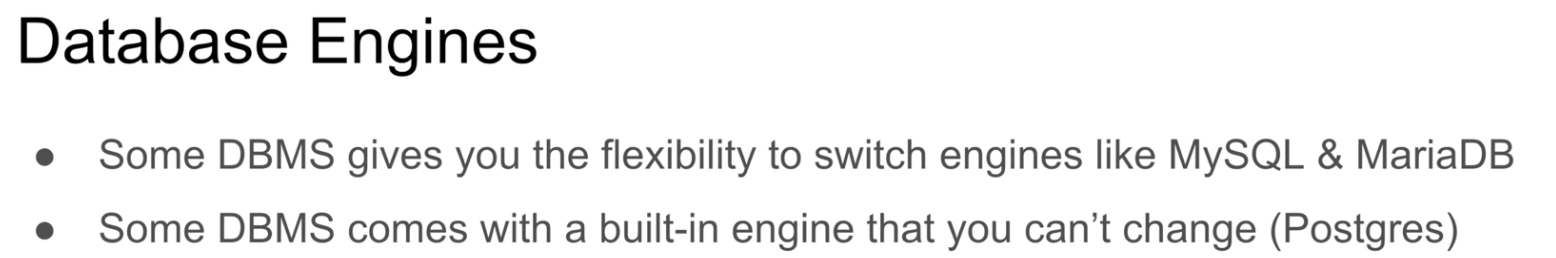 Database Engines
● Some DBMS gives you the flexibility to switch engines like MySQL & MariaDB
● Some DBMS comes with a built-in engine that you can’t change (Postgres)